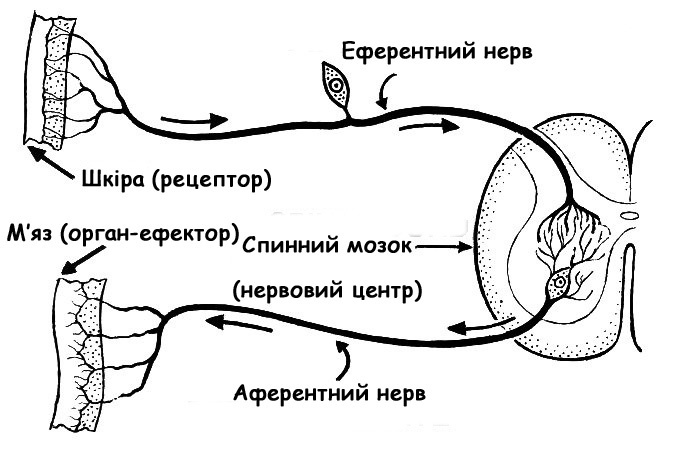 Еферентний нерв
Шкіра (рецептор)
М'яз (орган-ефектор)
Спинний мозок
(нервовий центр)
Аферентний нерв